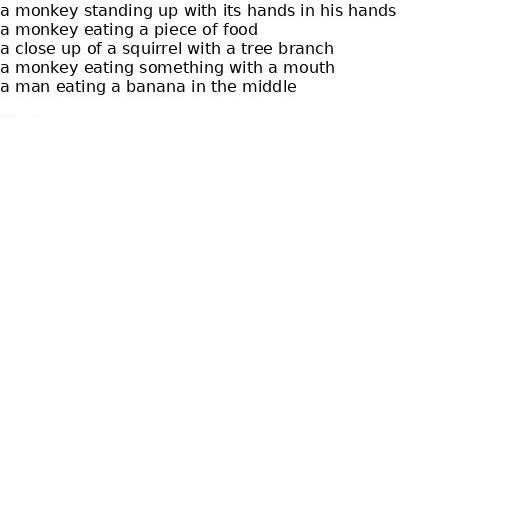 a monkey standing up with its hands in his hands
a monkey eating a piece of food
a close up of a squirrel with a tree branch
a monkey eating something with a mouth
a man eating a banana in the middle